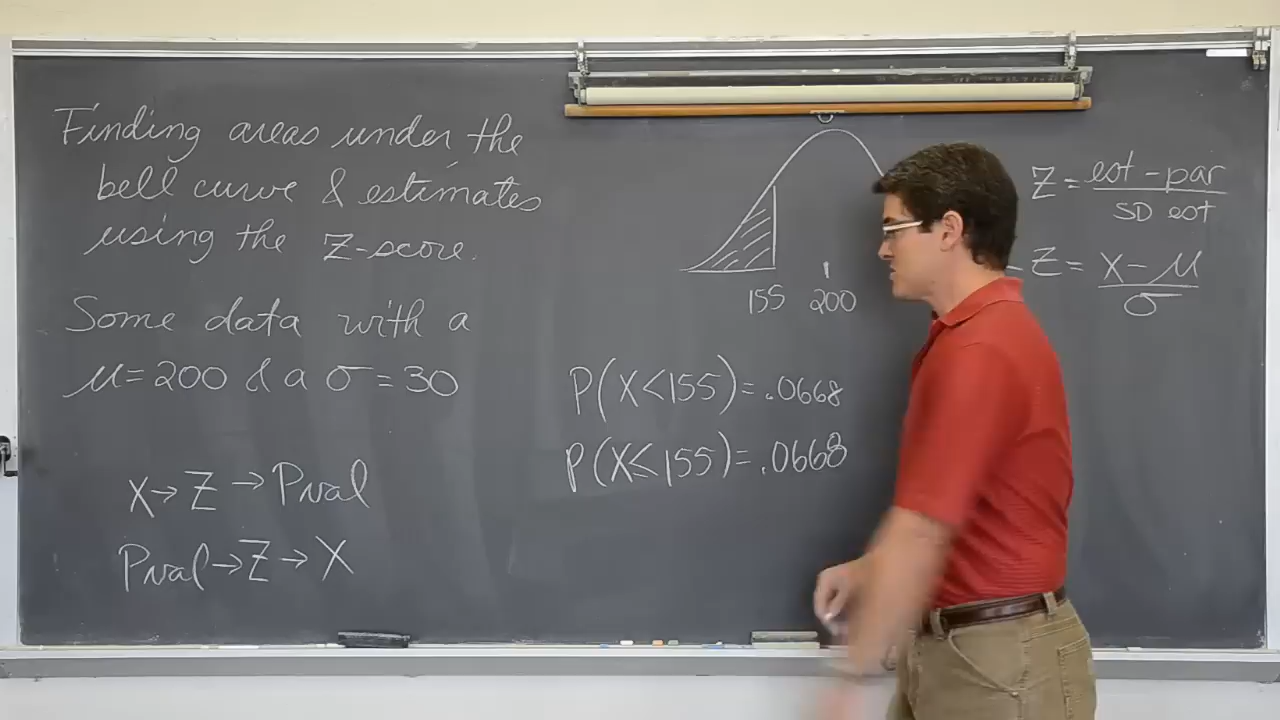 Finding areas under the
bell curve & estimates
using the Z-score.
Some data with a
μ=200 & a σ=30
X→Z→Pval
Pval→Z→X
155 200
P(X<155)=.0668
P(X≤155)=.0668
Z=est-par
SD est
Z=X-μ
σ